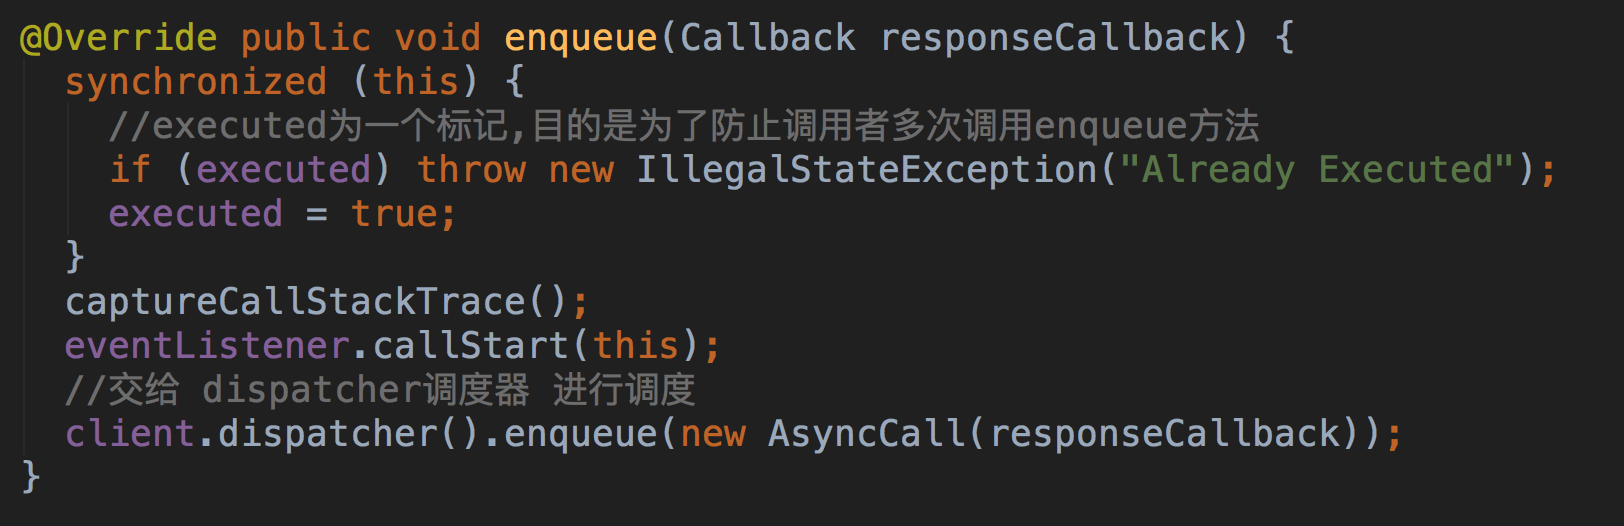 @Override public void enqueue(Callback responseCallback) {
  synchronized (this) {
    //executed为一个标记,目的是为了防止调用者多次调用enqueue方法
    if (executed) throw new IllegalStateException("Already Executed");
    executed = true;
  }
  captureCallStackTrace();
  eventListener.callStart(this);
  //交给 dispatcher调度器 进行调度
  client.dispatcher().enqueue(new AsyncCall(responseCallback));
}